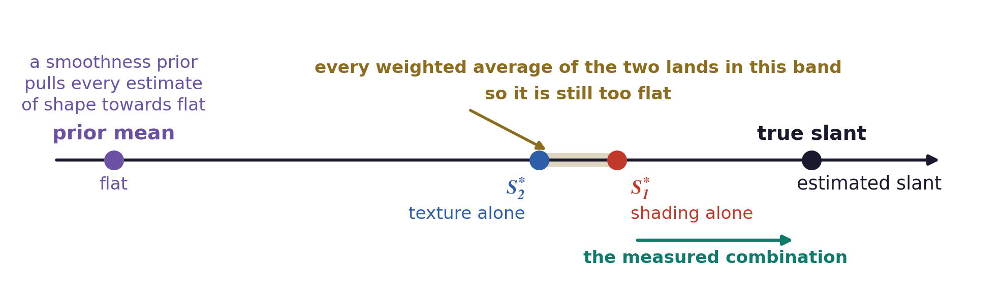 a smoothness prior
pulls every estimate
of shape towards flat
prior mean
flat
every weighted average of the two lands in this band
so it is still too flat
true slant
estimated slant
S₂*
texture alone
S₁*
shading alone
the measured combination